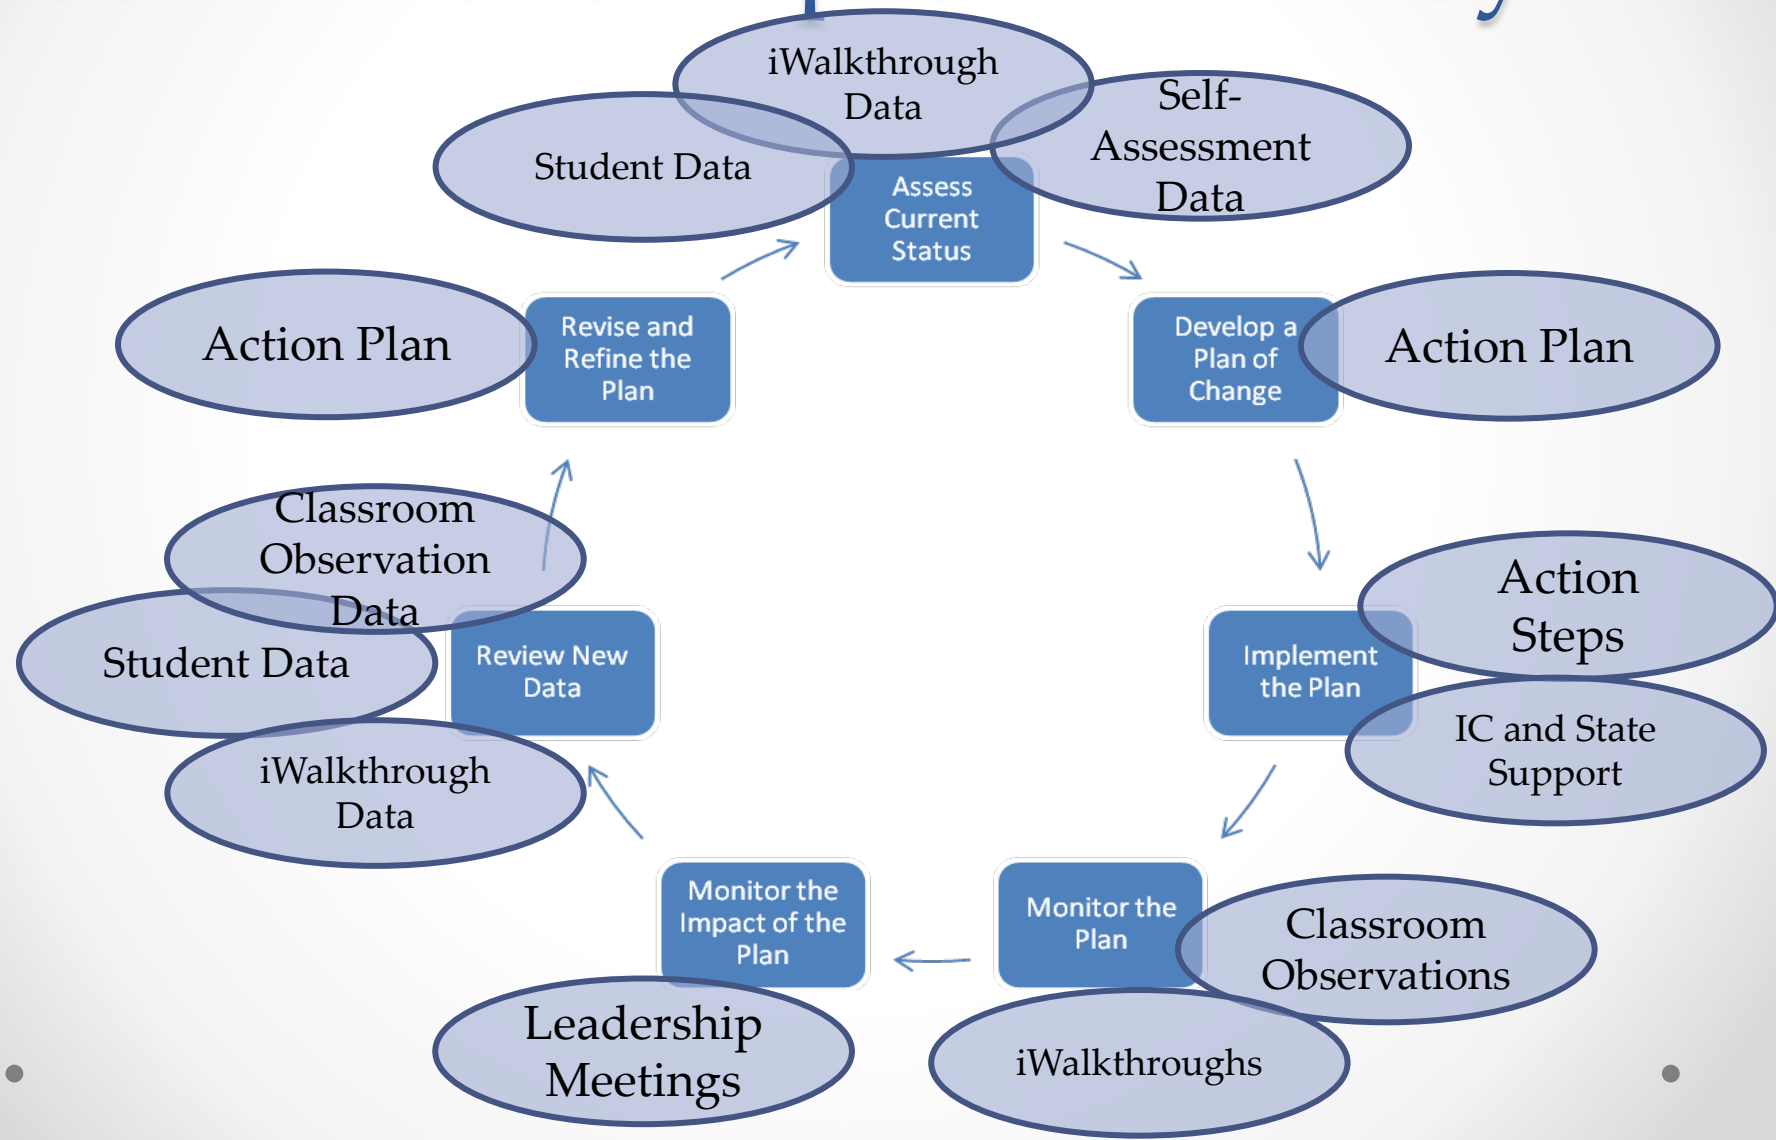 iWalkthrough
Data
Self-
Assessment
Data
Student Data
Assess
Current
Status
Action Plan
Revise and
Refine the
Plan
Develop a
Plan of
Change
Action Plan
Classroom
Observation
Data
Student Data
iWalkthrough
Data
Review New
Data
Implement
the Plan
Action
Steps
IC and State
Support
Monitor the
Impact of the
Plan
Leadership
Meetings
Monitor the
Plan
Classroom
Observations
iWalkthroughs